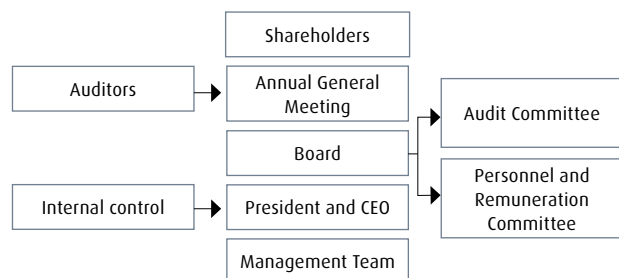 Shareholders
Auditors
Annual General
Meeting
Audit Committee
Board
Personnel and
Remuneration
Committee
Internal control
President and CEO
Management Team